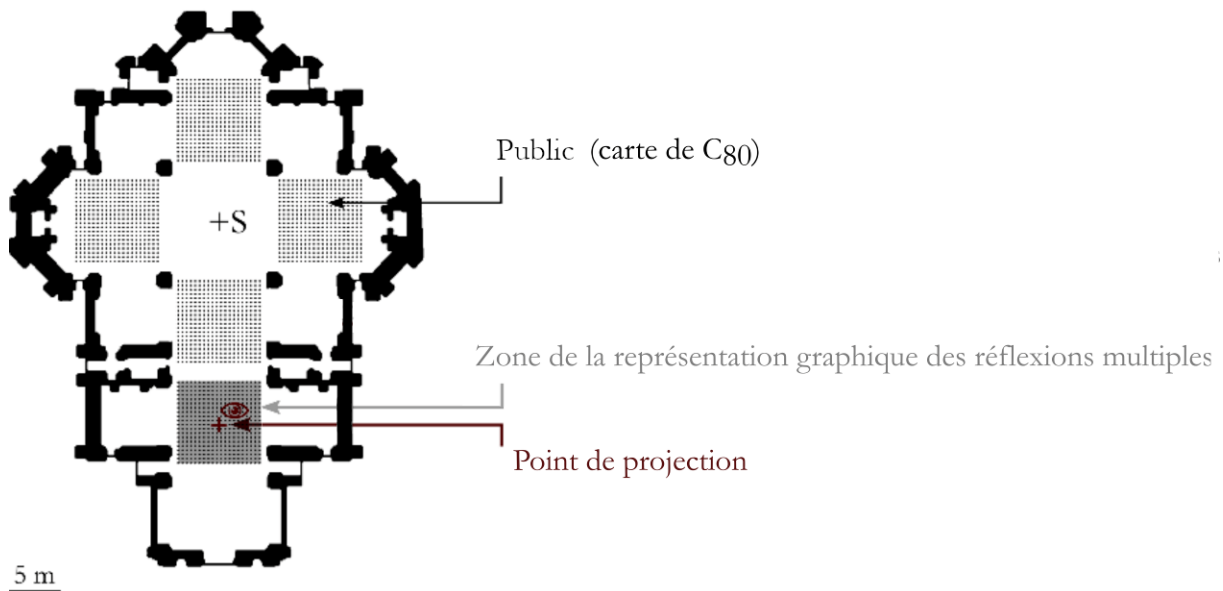 Public (carte de C80)
+S
Zone de la représentation graphique des réflexions multiples
Point de projection
5 m